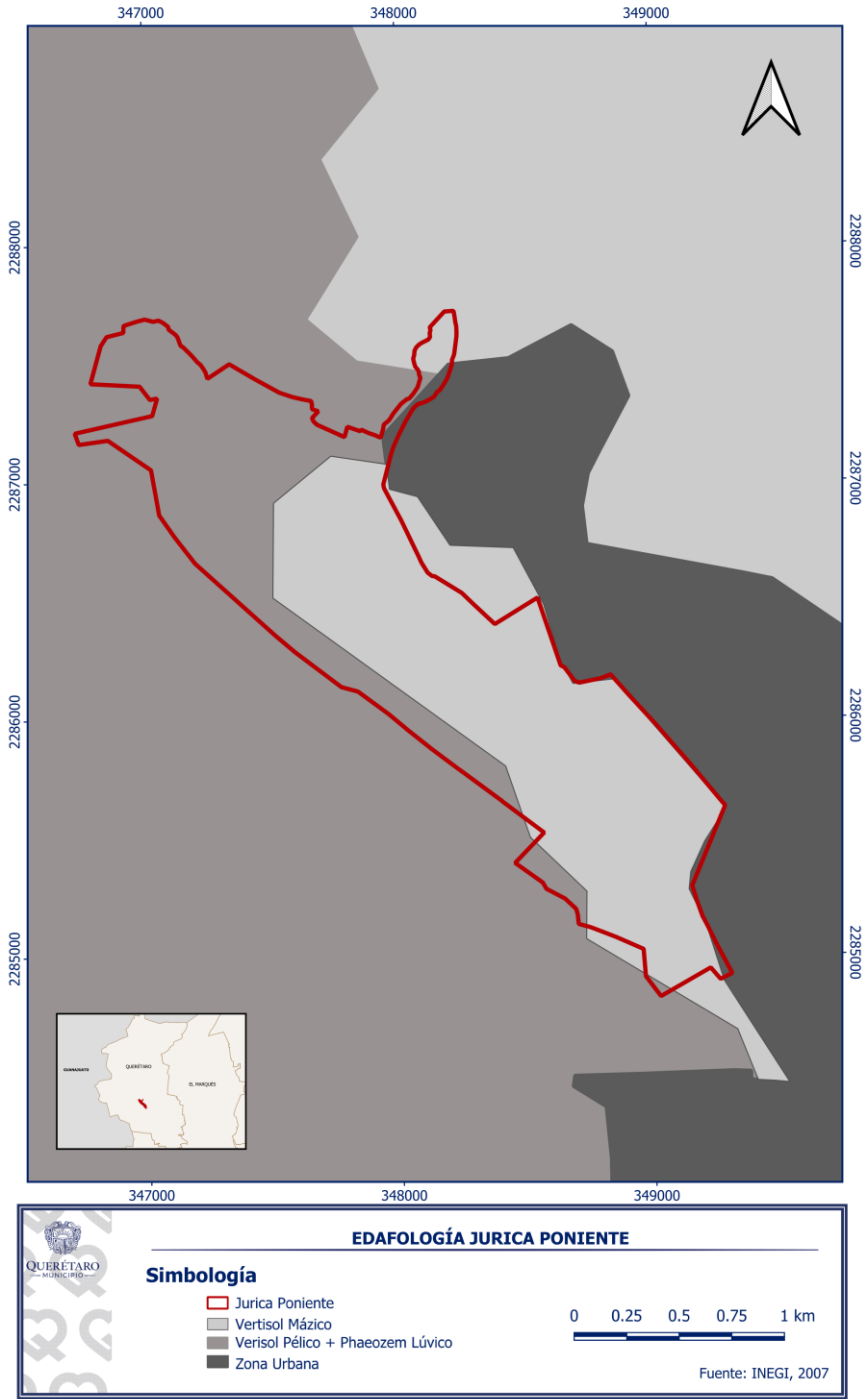 347000
348000
349000
2288000
2288000
2287000
2287000
2286000
2286000
2285000
2285000
GUANAJUATO
QUERÉTARO
EL MARQUÉS
347000
348000
349000
QUERÉTARO
MUNICIPIO
EDAFOLOGÍA JURICA PONIENTE
Simbología
Jurica Poniente
Vertisol Mázico
Verisol Pélico + Phaeozem Lúvico
Zona Urbana
0 0.25 0.5 0.75 1 km
Fuente: INEGI, 2007